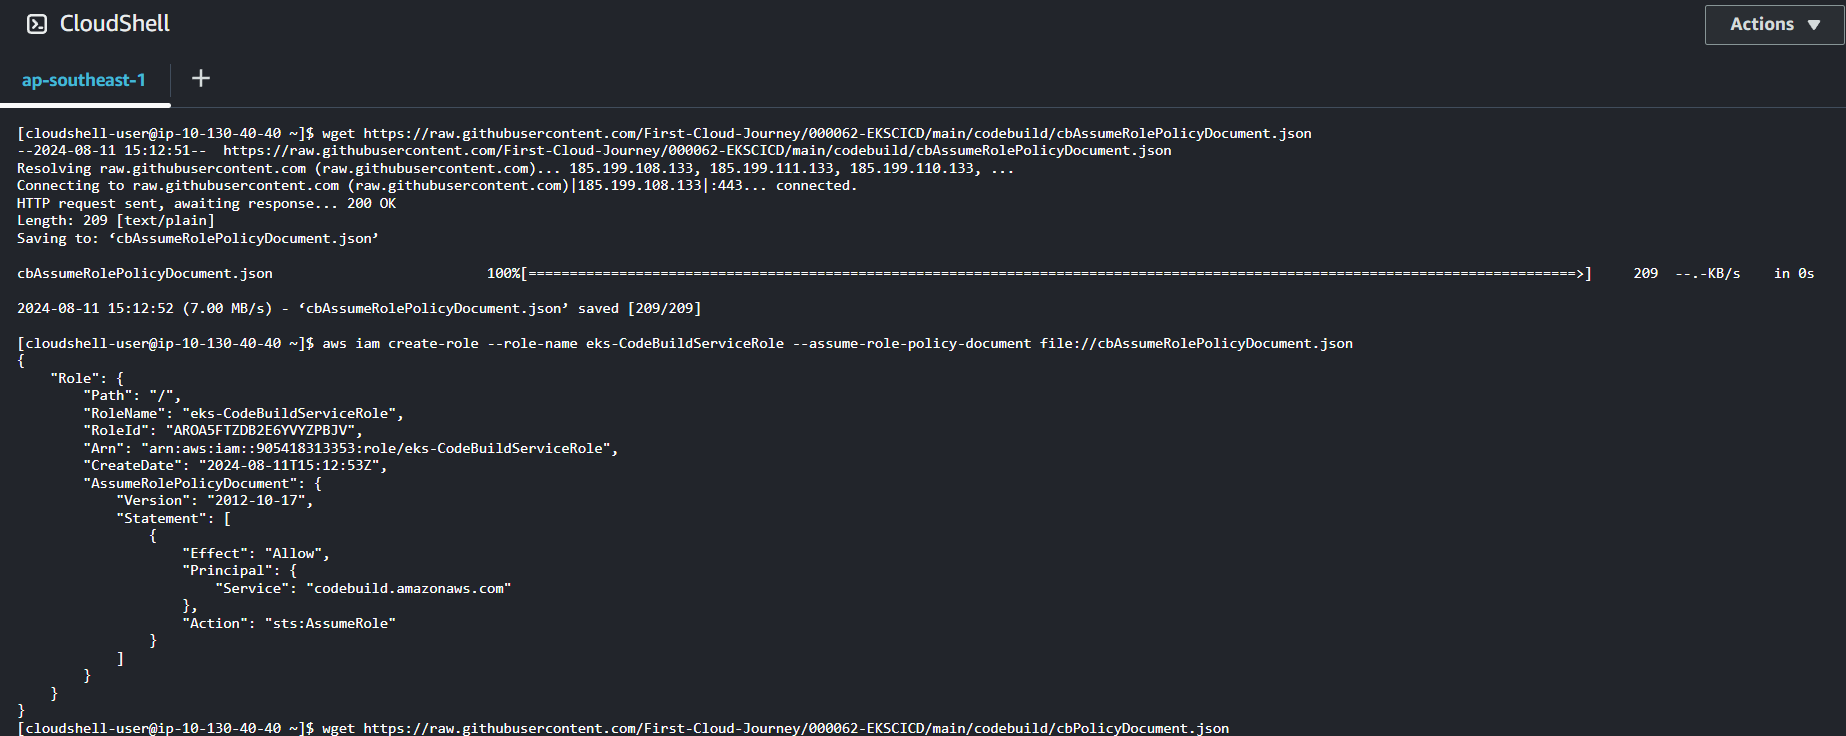 CloudShell
Actions
ap-southeast-1
[cloudshell-user@ip-10-130-40-40 ~]$ wget https://raw.githubusercontent.com/First-Cloud-Journey/000062-EKSCICD/main/codebuild/cbAssumeRolePolicyDocument.json
--2024-08-11 15:12:51--  https://raw.githubusercontent.com/First-Cloud-Journey/000062-EKSCICD/main/codebuild/cbAssumeRolePolicyDocument.json
Resolving raw.githubusercontent.com (raw.githubusercontent.com)... 185.199.108.133, 185.199.111.133, 185.199.110.133, ...
Connecting to raw.githubusercontent.com (raw.githubusercontent.com)|185.199.108.133|:443... connected.
HTTP request sent, awaiting response... 200 OK
Length: 209 [text/plain]
Saving to: ‘cbAssumeRolePolicyDocument.json’
cbAssumeRolePolicyDocument.json 100%[===============================================================================================================================>] 209 --.-KB/s in 0s
2024-08-11 15:12:52 (7.00 MB/s) - ‘cbAssumeRolePolicyDocument.json’ saved [209/209]
[cloudshell-user@ip-10-130-40-40 ~]$ aws iam create-role --role-name eks-CodeBuildServiceRole --assume-role-policy-document file://cbAssumeRolePolicyDocument.json
{
    "Role": {
        "Path": "/",
        "RoleName": "eks-CodeBuildServiceRole",
        "RoleId": "AROA5FTZDB2E6YVYZPBJV",
        "Arn": "arn:aws:iam::905418313353:role/eks-CodeBuildServiceRole",
        "CreateDate": "2024-08-11T15:12:53Z",
        "AssumeRolePolicyDocument": {
            "Version": "2012-10-17",
            "Statement": [
                {
                    "Effect": "Allow",
                    "Principal": {
                        "Service": "codebuild.amazonaws.com"
                    },
                    "Action": "sts:AssumeRole"
                }
            ]
        }
    }
}
[cloudshell-user@ip-10-130-40-40 ~]$ wget https://raw.githubusercontent.com/First-Cloud-Journey/000062-EKSCICD/main/codebuild/cbPolicyDocument.json